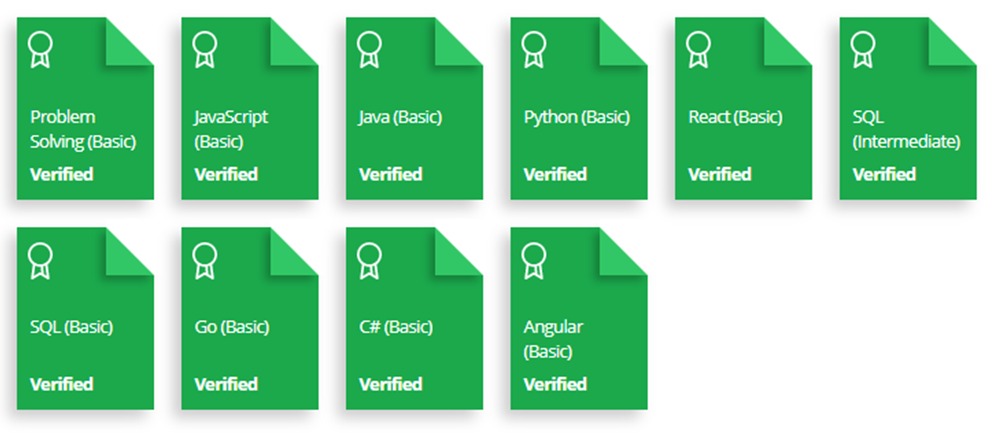 Problem
Solving (Basic)
Verified
JavaScript
(Basic)
Verified
Java (Basic)
Verified
Python (Basic)
Verified
React (Basic)
Verified
SQL
(Intermediate)
Verified
SQL (Basic)
Verified
Go (Basic)
Verified
C# (Basic)
Verified
Angular
(Basic)
Verified